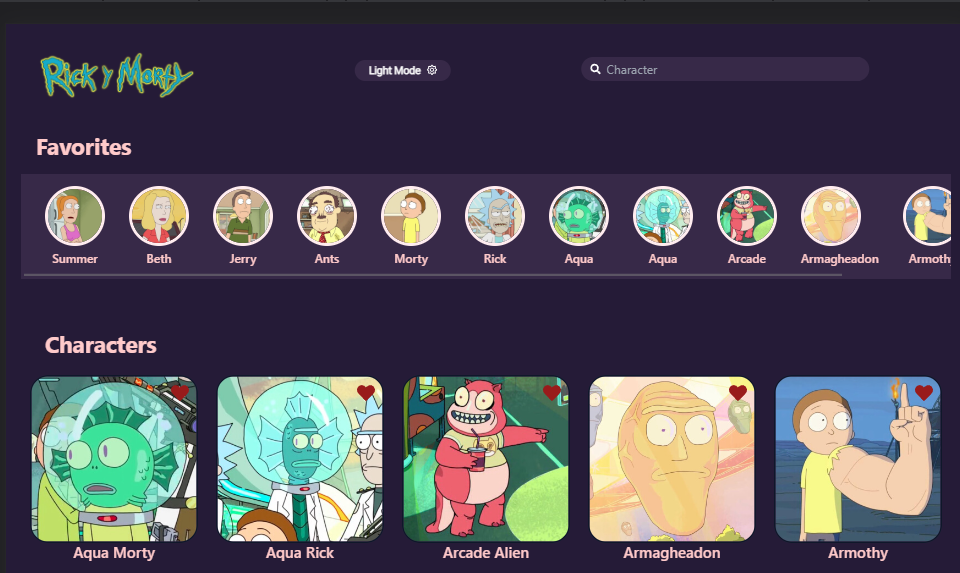 Rick y Morty
Light Mode
Character
Favorites
Summer Beth Jerry Ants Morty Rick Aqua Aqua Arcade Armagheadon Armoth
Characters
Aqua Morty Aqua Rick Arcade Alien Armagheadon Armothy